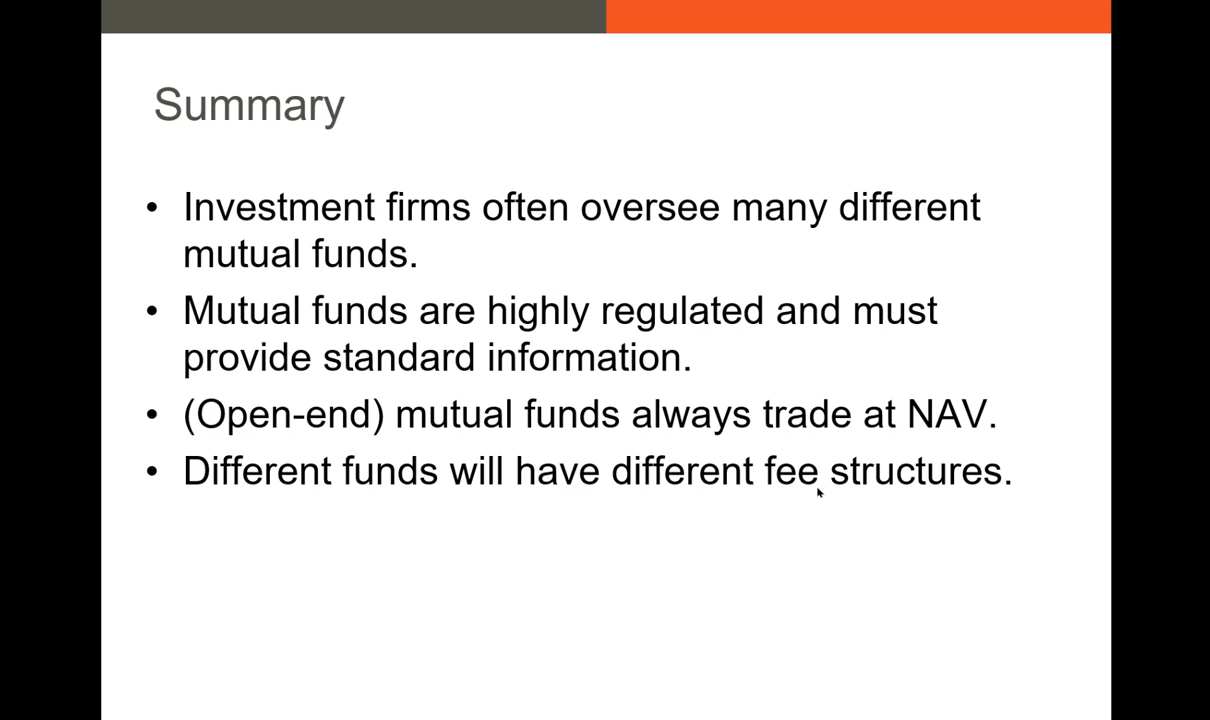 Summary
• Investment firms often oversee many different
mutual funds.
• Mutual funds are highly regulated and must
provide standard information.
• (Open-end) mutual funds always trade at NAV.
• Different funds will have different fee structures.